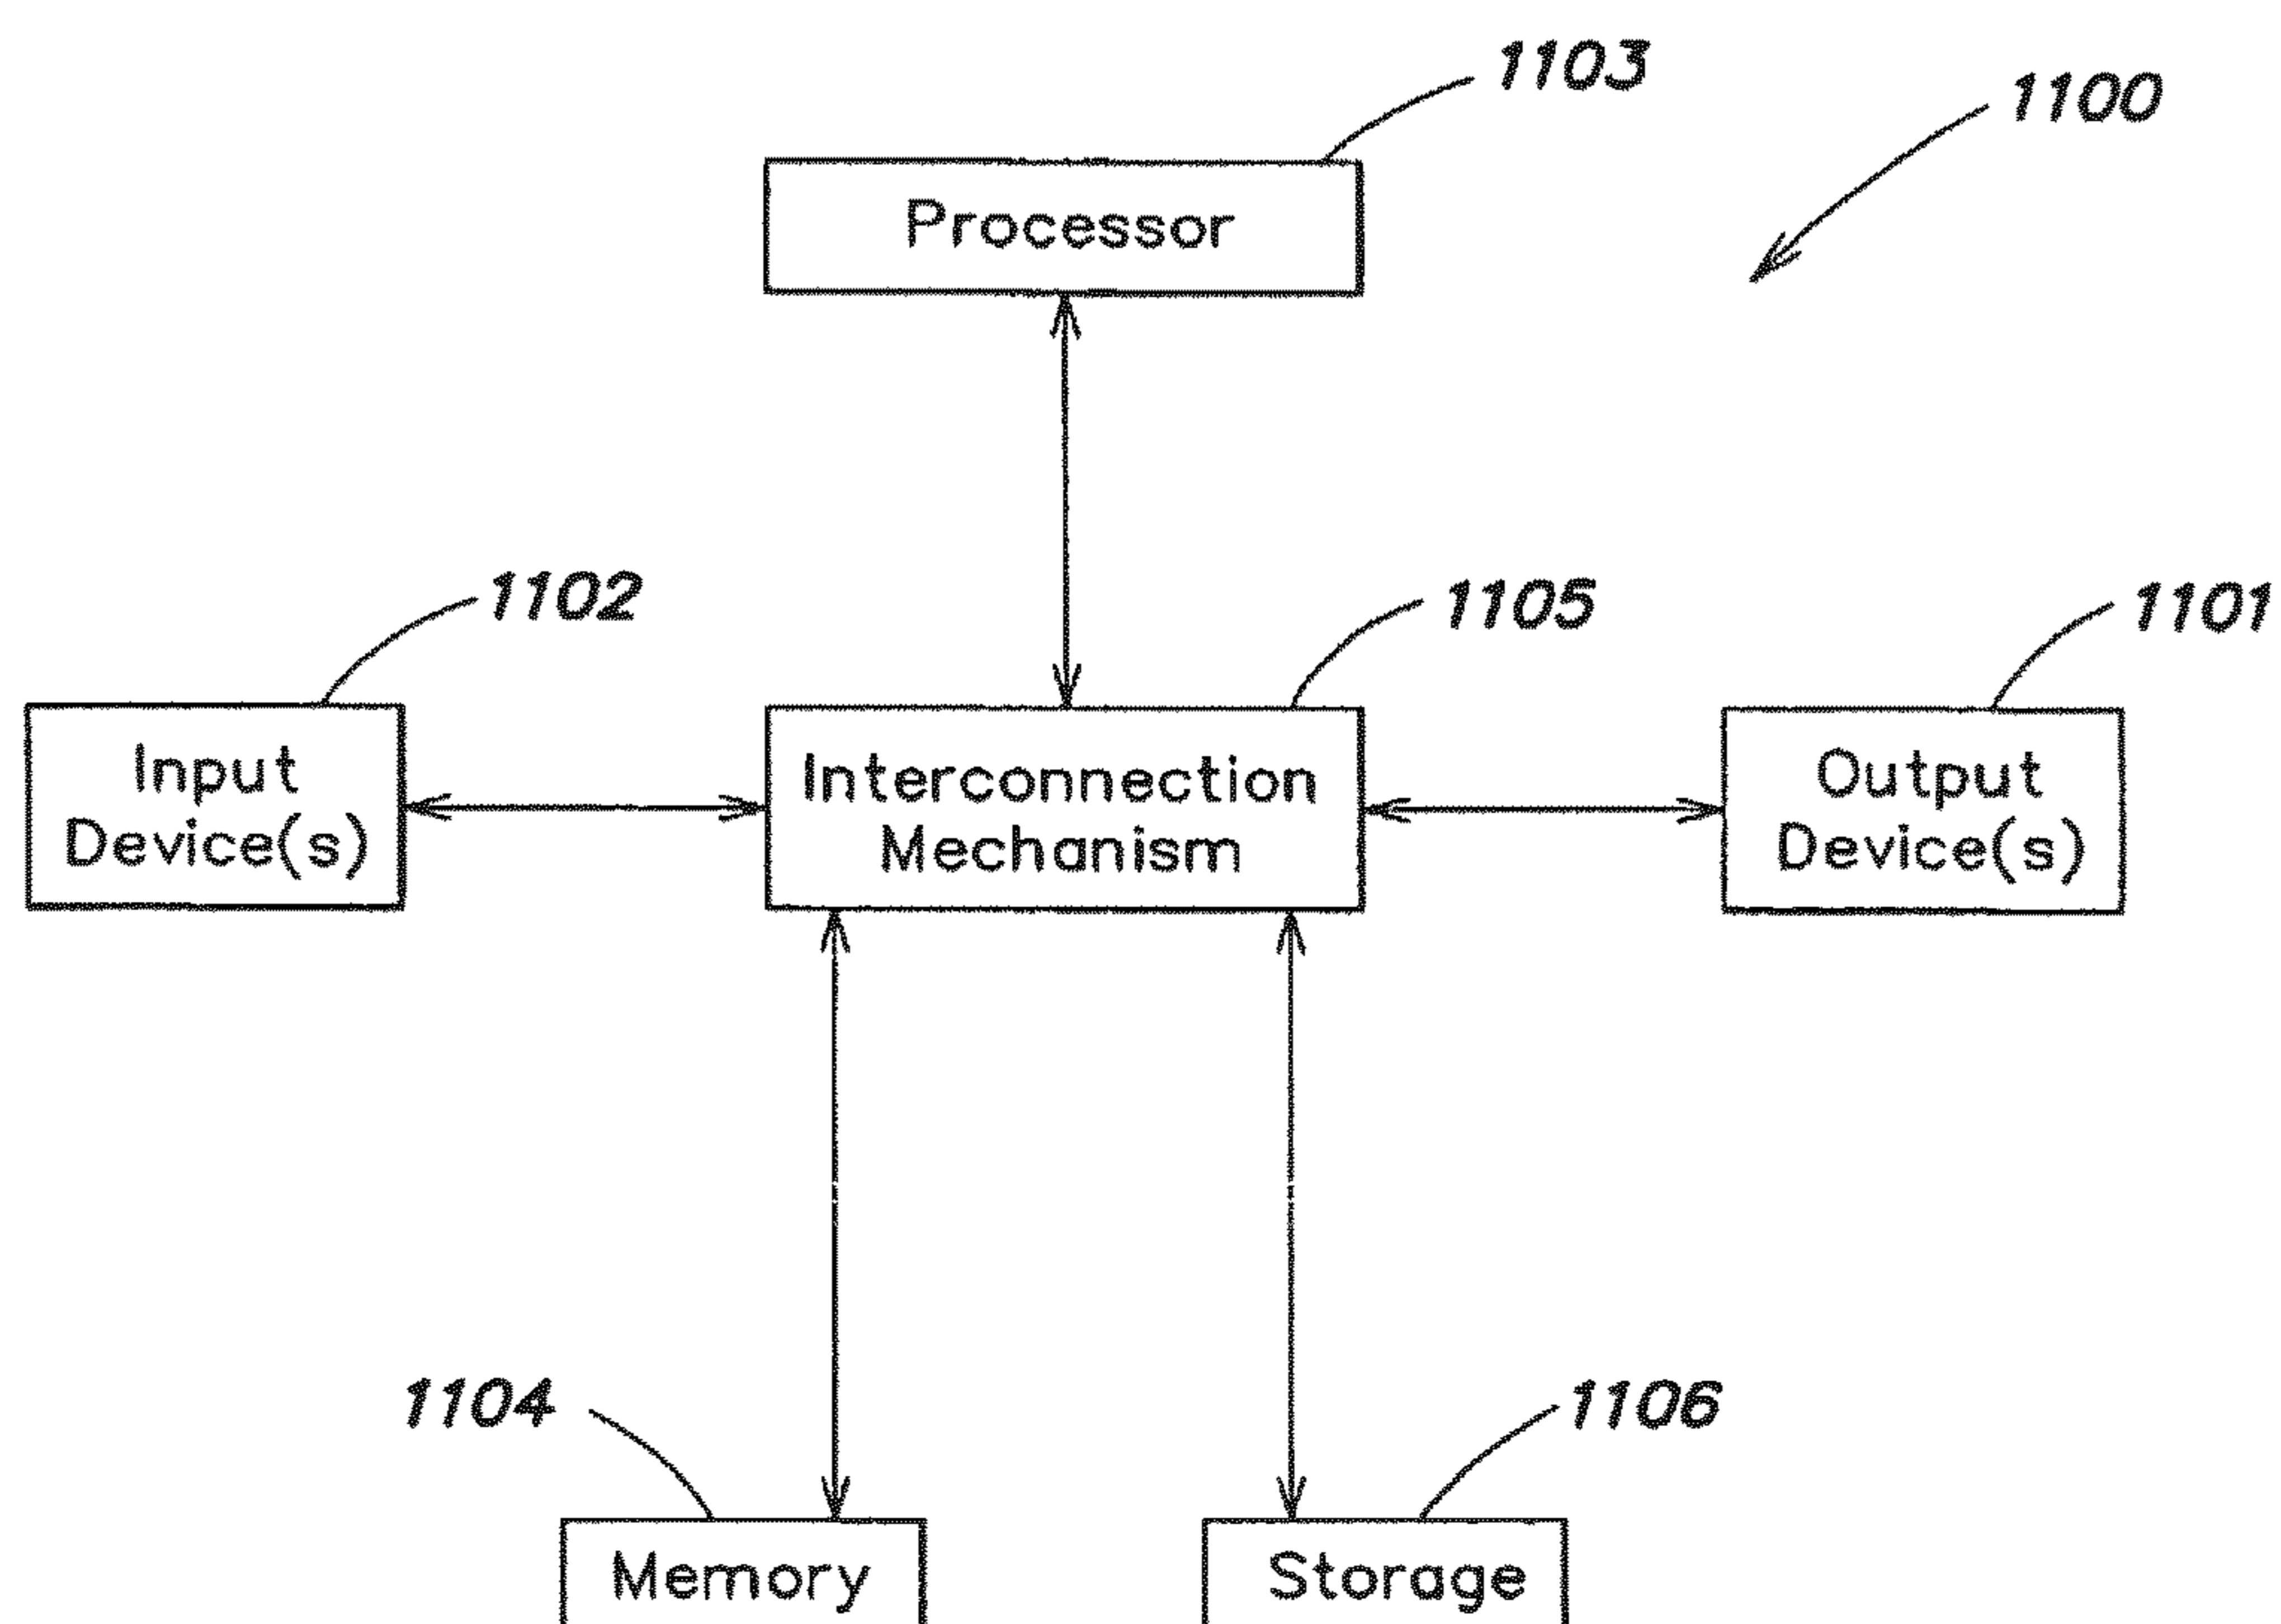 1103
1100
Processor
1102
1105
1101
Input
Device(s)
Interconnection
Mechanism
Output
Device(s)
1104
1106
Memory
Storage